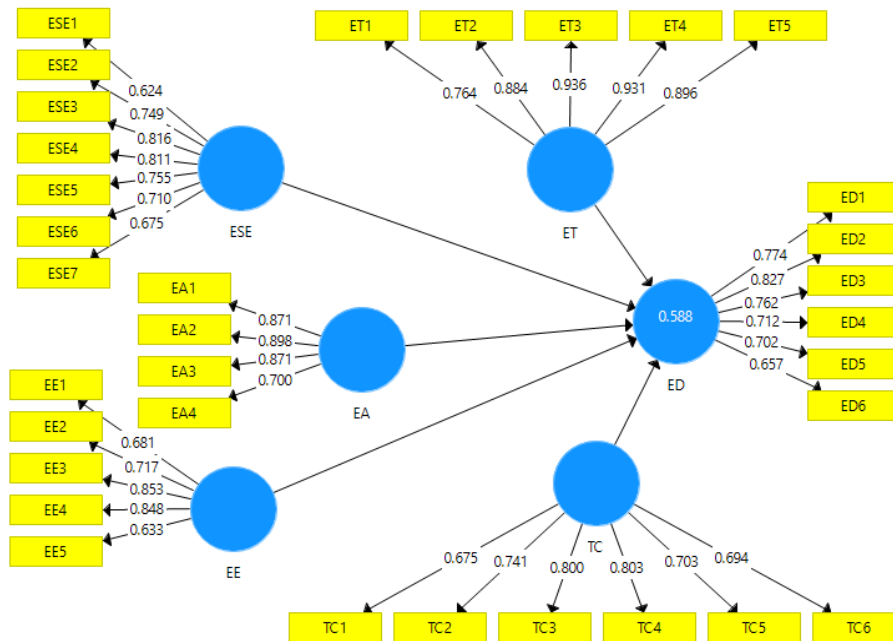 ESE1
ESE2
ESE3
ESE4
ESE5
ESE6
ESE7
0.624
0.749
0.816
0.811
0.755
0.710
0.675
ESE
ET1
ET2
ET3
ET4
ET5
0.764
0.884
0.936
0.931
0.896
ET
EA1
EA2
EA3
EA4
0.871
0.898
0.871
0.700
EA
ED1
ED2
ED3
ED4
ED5
ED6
0.774
0.827
0.762
0.712
0.702
0.657
0.588
ED
EE1
EE2
EE3
EE4
EE5
0.681
0.717
0.853
0.848
0.633
EE
TC
0.675
0.741
0.800
0.803
0.703
0.694
TC1
TC2
TC3
TC4
TC5
TC6